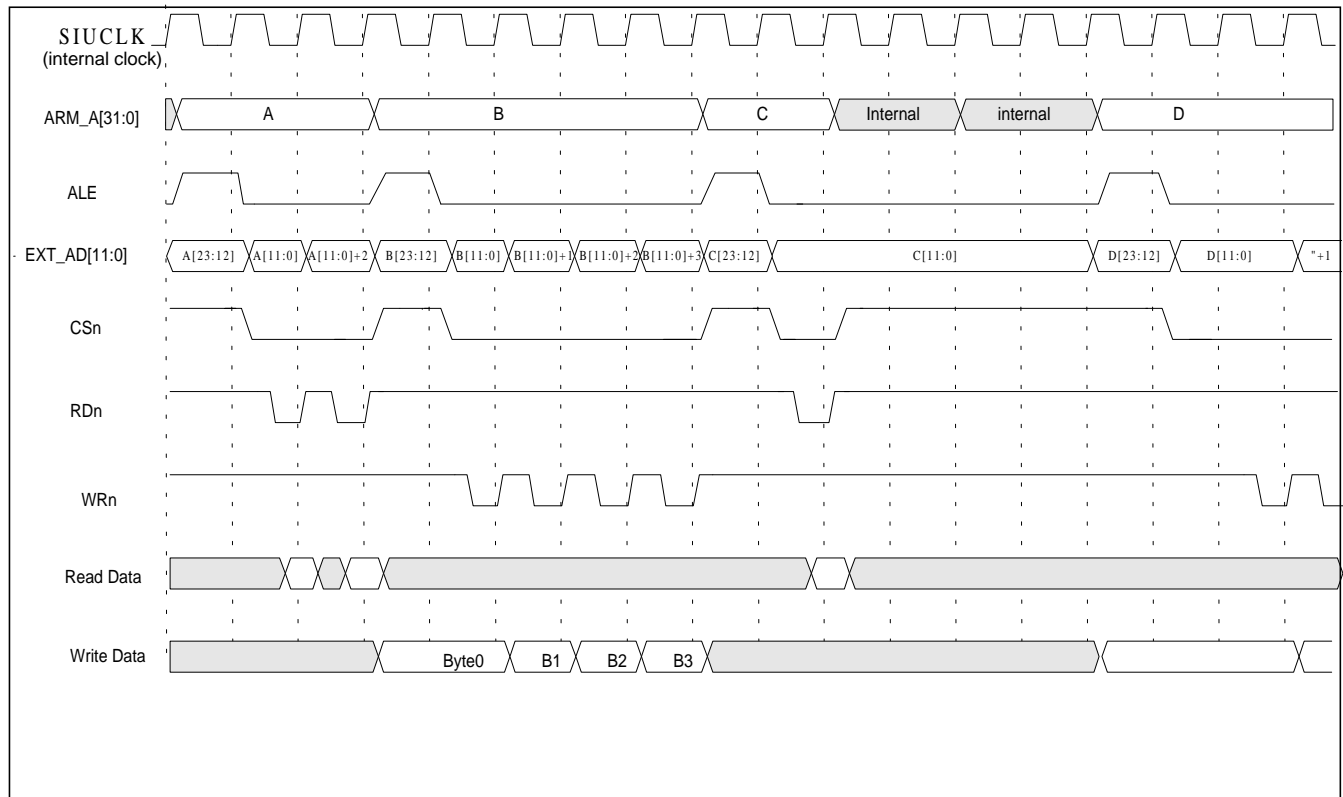 SIUCLK
(internal clock)
ARM_A[31:0]
A
B
C
Internal
internal
D
ALE
EXT_AD[11:0]
A[23:12]
A[11:0]
A[11:0]+2
B[23:12]
B[11:0]
B[11:0]+1
B[11:0]+2
B[11:0]+3
C[23:12]
C[11:0]
D[23:12]
D[11:0]
"+1
CSn
RDn
WRn
Read Data
Write Data
Byte0
B1
B2
B3